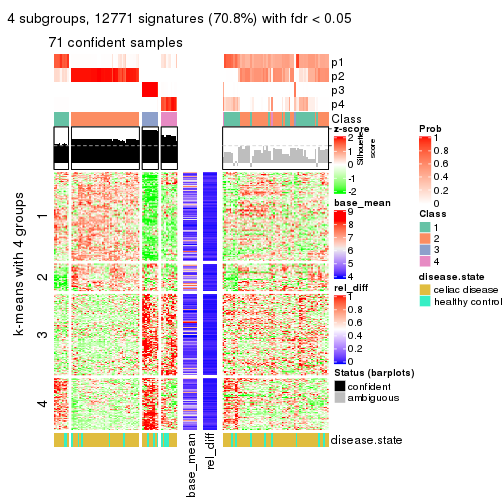 4 subgroups, 12771 signatures (70.8%) with fdr < 0.05
71 confident samples
p1
p2
p3
p4
Class
z-score
2
1
0
-1
-2
Silhouette
score
base_mean
9
8
7
6
5
4
rel_diff
1
0.8
0.6
0.4
0.2
0
Status (barplots)
confident
ambiguous
Prob
1
0.8
0.6
0.4
0.2
0
Class
1
2
3
4
disease.state
celiac disease
healthy control
k-means with 4 groups
1
2
3
4
disease.state
base_mean
rel_diff